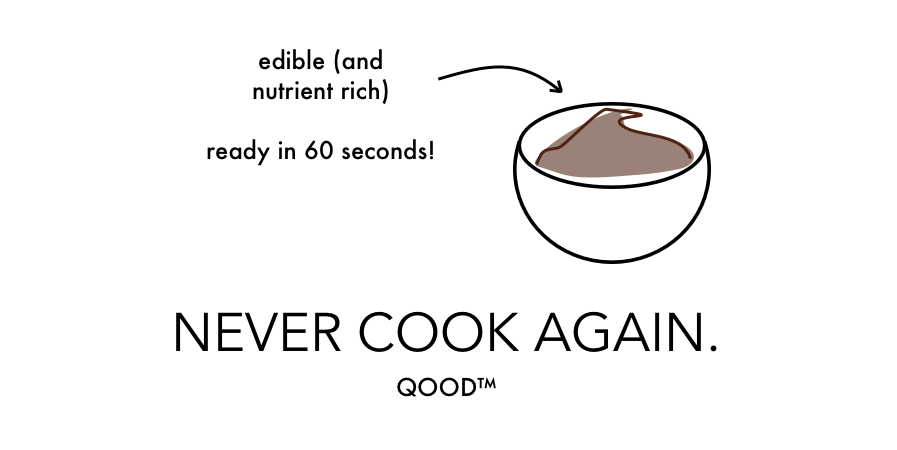 edible (and
nutrient rich)
ready in 60 seconds!
NEVER COOK AGAIN.
QOOD™